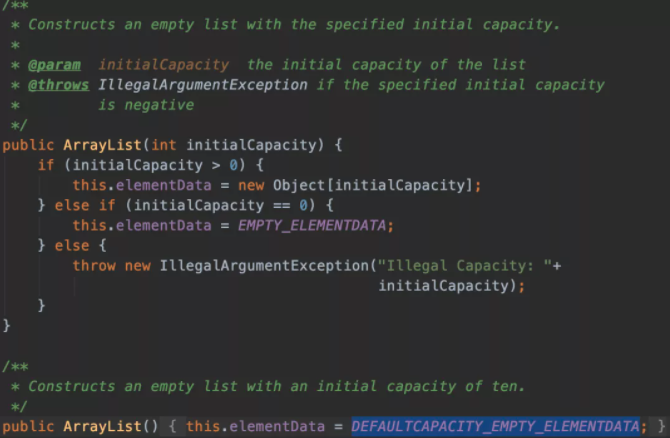 /**
 * Constructs an empty list with the specified initial capacity.
 *
 * @param  initialCapacity  the initial capacity of the list
 * @throws IllegalArgumentException if the specified initial capacity
 *         is negative
 */
public ArrayList(int initialCapacity) {
    if (initialCapacity > 0) {
        this.elementData = new Object[initialCapacity];
    } else if (initialCapacity == 0) {
        this.elementData = EMPTY_ELEMENTDATA;
    } else {
        throw new IllegalArgumentException("Illegal Capacity: "+
                                           initialCapacity);
    }
}
/**
 * Constructs an empty list with an initial capacity of ten.
 */
public ArrayList() { this.elementData = DEFAULTCAPACITY_EMPTY_ELEMENTDATA; }